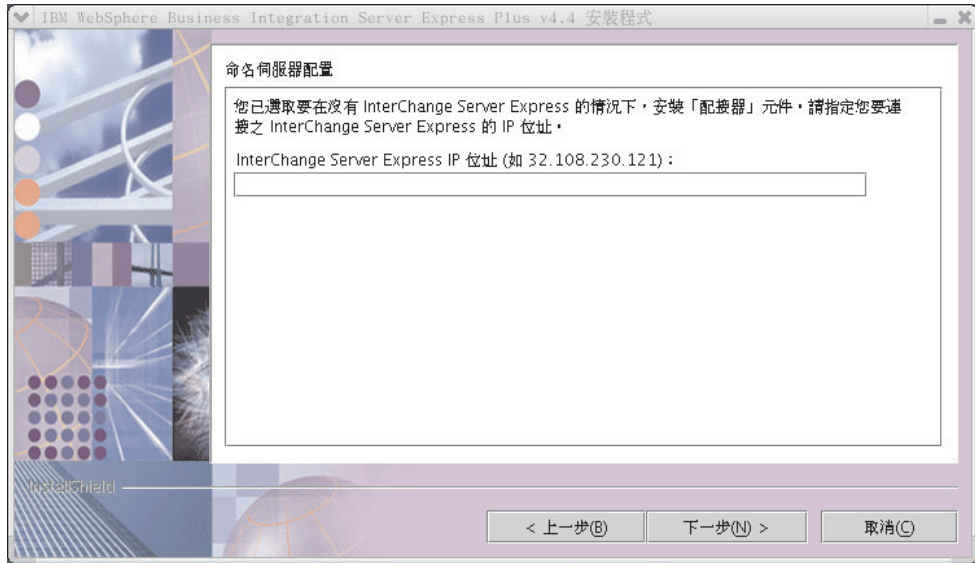 IBM WebSphere Business Integration Server Express Plus v4.4 安裝程式
命名伺服器配置
您已選取要在沒有 InterChange Server Express 的情況下，安裝「配接器」元件。請指定您要連
接之 InterChange Server Express 的 IP 位址。
InterChange Server Express IP 位址 (如 32.108.230.121)：
InstallShield
< 上一步(B)
下一步(N) >
取消(C)